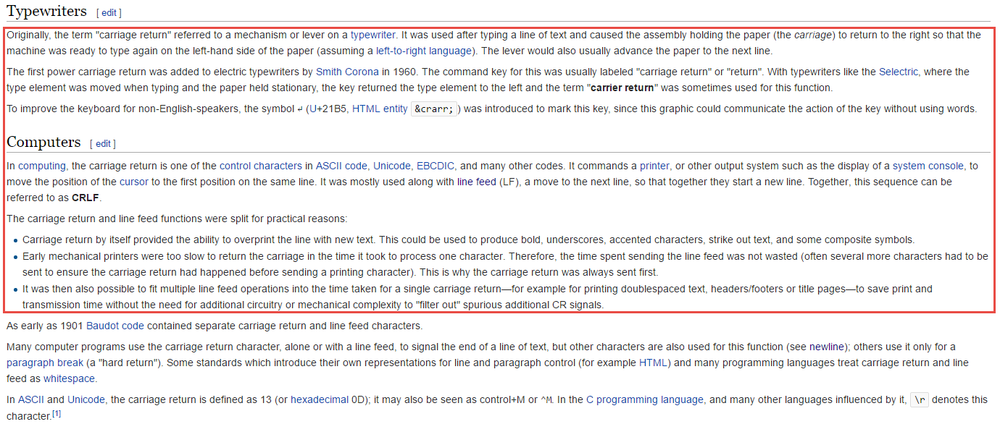 Typewriters [ edit ]
Originally, the term "carriage return" referred to a mechanism or lever on a typewriter. It was used after typing a line of text and caused the assembly holding the paper (the carriage) to return to the right so that the
machine was ready to type again on the left-hand side of the paper (assuming a left-to-right language). The lever would also usually advance the paper to the next line.
The first power carriage return was added to electric typewriters by Smith Corona in 1960. The command key for this was usually labeled "carriage return" or "return". With typewriters like the Selectric, where the
type element was moved when typing and the paper held stationary, the key returned the type element to the left and the term "carrier return" was sometimes used for this function.
To improve the keyboard for non-English-speakers, the symbol ↵ (U+21B5, HTML entity &crarr; ) was introduced to mark this key, since this graphic could communicate the action of the key without using words.
Computers [ edit ]
In computing, the carriage return is one of the control characters in ASCII code, Unicode, EBCDIC, and many other codes. It commands a printer, or other output system such as the display of a system console, to
move the position of the cursor to the first position on the same line. It was mostly used along with line feed (LF), a move to the next line, so that together they start a new line. Together, this sequence can be
referred to as CRLF.
The carriage return and line feed functions were split for practical reasons:
• Carriage return by itself provided the ability to overprint the line with new text. This could be used to produce bold, underscores, accented characters, strike out text, and some composite symbols.
• Early mechanical printers were too slow to return the carriage in the time it took to process one character. Therefore, the time spent sending the line feed was not wasted (often several more characters had to be
sent to ensure the carriage return had happened before sending a printing character). This is why the carriage return was always sent first.
• It was then also possible to fit multiple line feed operations into the time taken for a single carriage return—for example for printing doublespaced text, headers/footers or title pages—to save print and
transmission time without the need for additional circuitry or mechanical complexity to "filter out" spurious additional CR signals.
As early as 1901 Baudot code contained separate carriage return and line feed characters.
Many computer programs use the carriage return character, alone or with a line feed, to signal the end of a line of text, but other characters are also used for this function (see newline); others use it only for a
paragraph break (a "hard return"). Some standards which introduce their own representations for line and paragraph control (for example HTML) and many programming languages treat carriage return and line
feed as whitespace.
In ASCII and Unicode, the carriage return is defined as 13 (or hexadecimal 0D); it may also be seen as control+M or ^M. In the C programming language, and many other languages influenced by it, \r denotes this
character.[1]